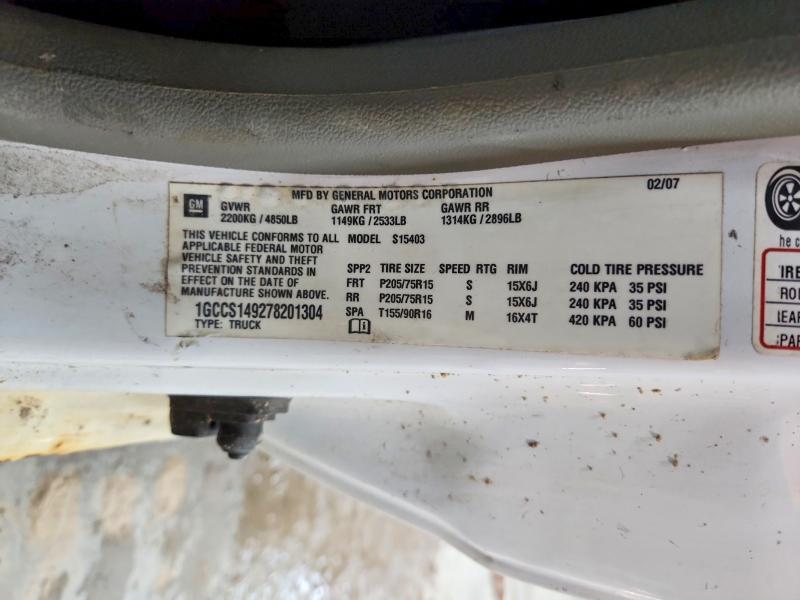 MFD BY GENERAL MOTORS CORPORATION 02/07
GM
GVWR GAWR FRT GAWR RR
2200KG / 4850LB 1149KG / 2533LB 1314KG / 2896LB
THIS VEHICLE CONFORMS TO ALL MODEL S15403
APPLICABLE FEDERAL MOTOR
VEHICLE SAFETY AND THEFT
PREVENTION STANDARDS IN
EFFECT ON THE DATE OF
MANUFACTURE SHOWN ABOVE.
1GCCS149278201304
TYPE: TRUCK
SPP2 TIRE SIZE SPEED RTG RIM COLD TIRE PRESSURE
FRT P205/75R15 S 15X6J 240 KPA 35 PSI
RR P205/75R15 S 15X6J 240 KPA 35 PSI
SPA T155/90R16 M 16X4T 420 KPA 60 PSI
he c